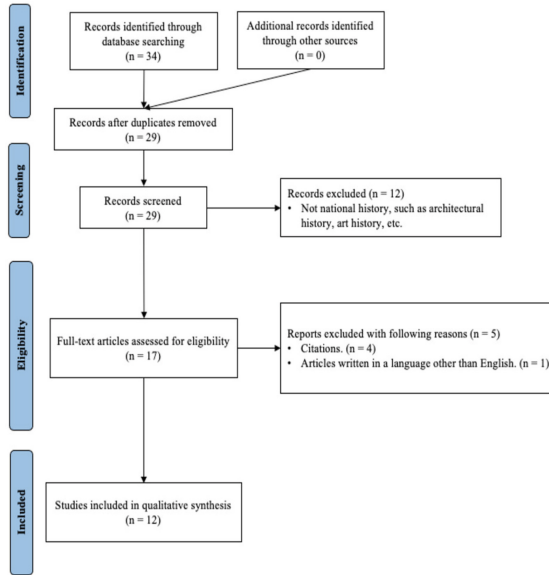 Identification
Records identified through
database searching
(n = 34)
Additional records identified
through other sources
(n = 0)
Records after duplicates removed
(n = 29)
Screening
Records screened
(n = 29)
Records excluded (n = 12)
• Not national history, such as architectural
history, art history, etc.
Eligibility
Full-text articles assessed for eligibility
(n = 17)
Reports excluded with following reasons (n = 5)
• Citations. (n = 4)
• Articles written in a language other than English. (n = 1)
Included
Studies included in qualitative synthesis
(n = 12)